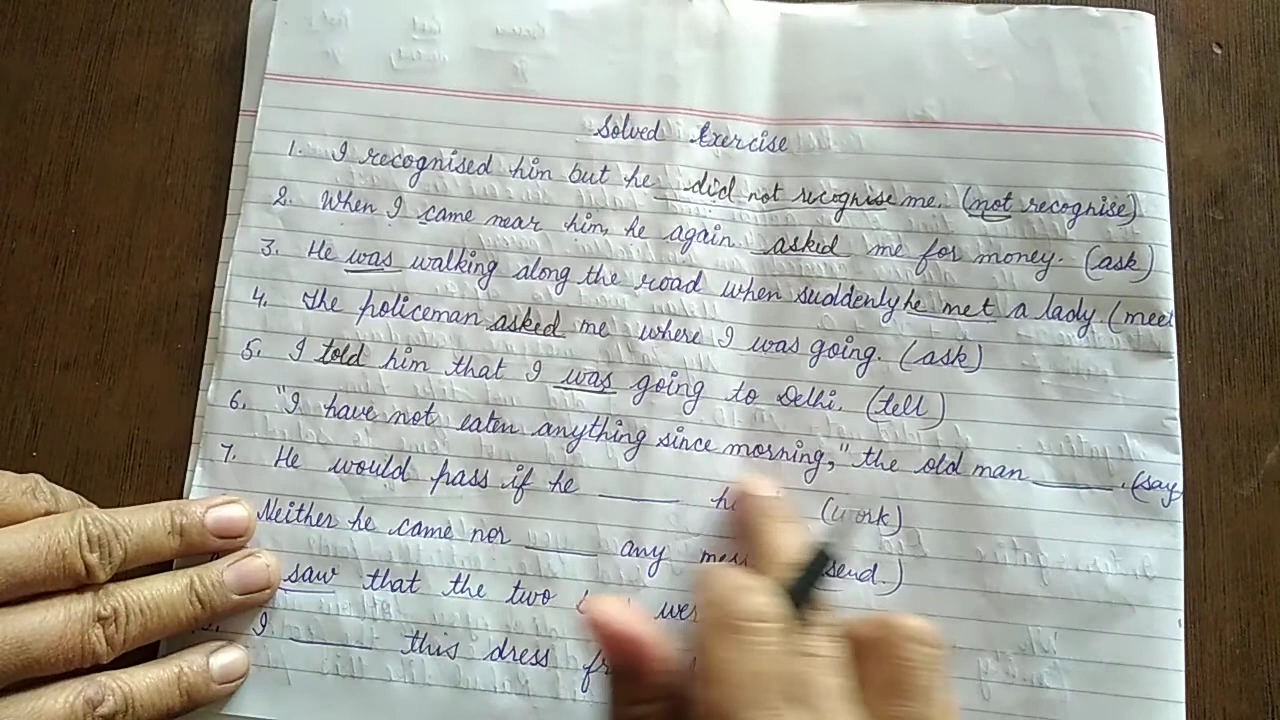 Solved Exercise
1. I recognised him but he did not recognise me. (not recognise)
2. When I came near him, he again asked me for money. (ask)
3. He was walking along the road when suddenly he met a lady. (meet
4. The policeman asked me where I was going. (ask)
5. I told him that I was going to Delhi. (tell)
6. "I have not eaten anything since morning," the old man ______. (say
7. He would pass if he ______ (work)
Neither he came nor ______ any send.)
saw that the two
I ______ this dress